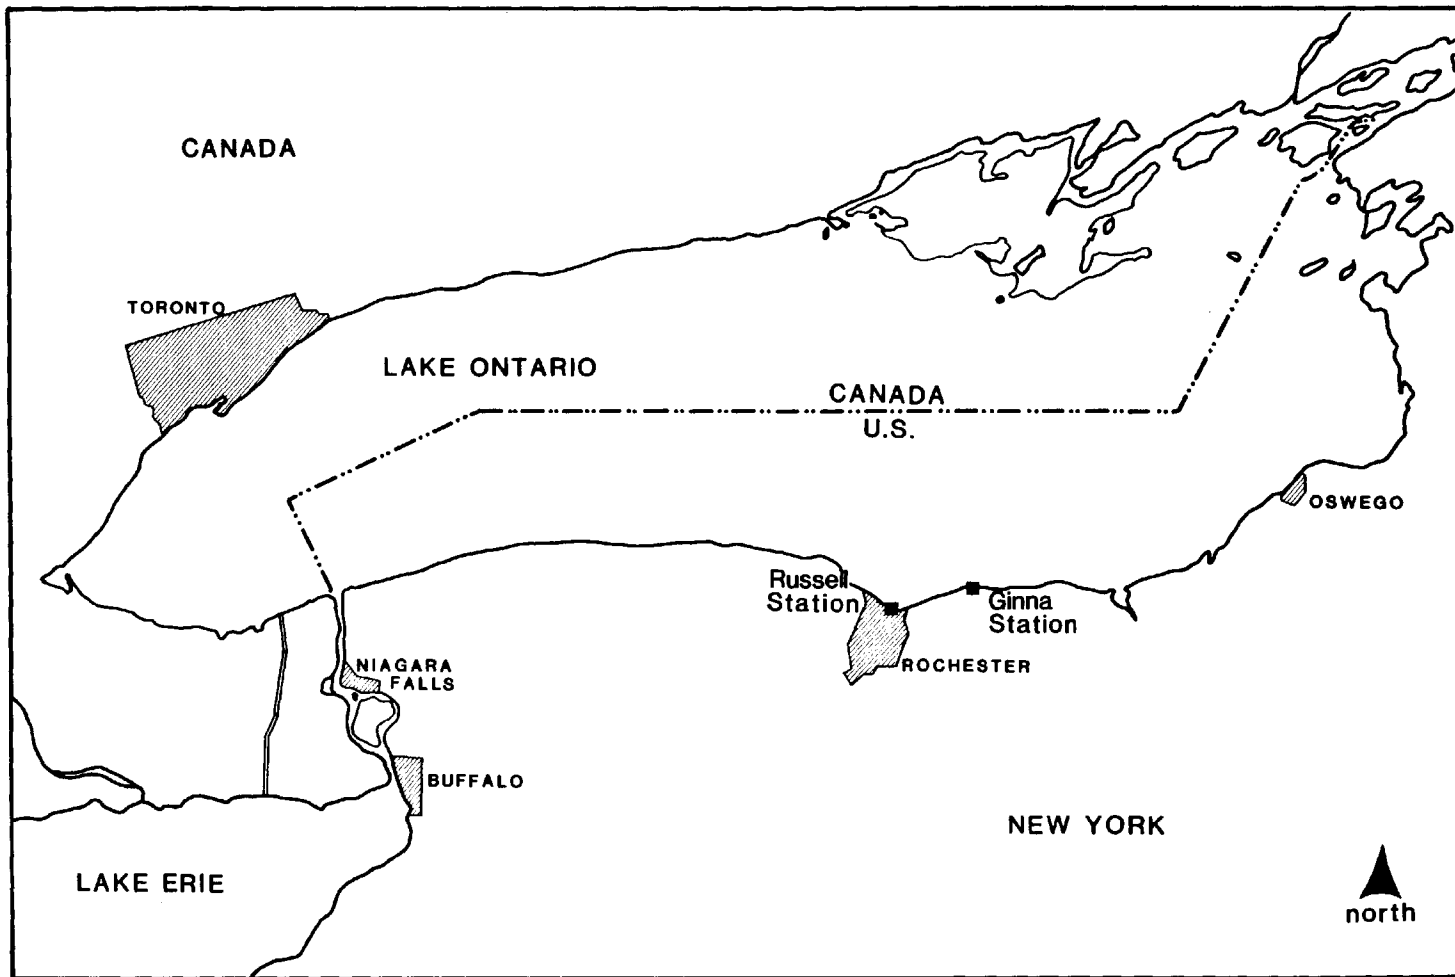 CANADA
TORONTO
LAKE ONTARIO
CANADA
U.S.
OSWEGO
Russell
Station
Ginna
Station
ROCHESTER
NIAGARA
FALLS
BUFFALO
NEW YORK
LAKE ERIE
north